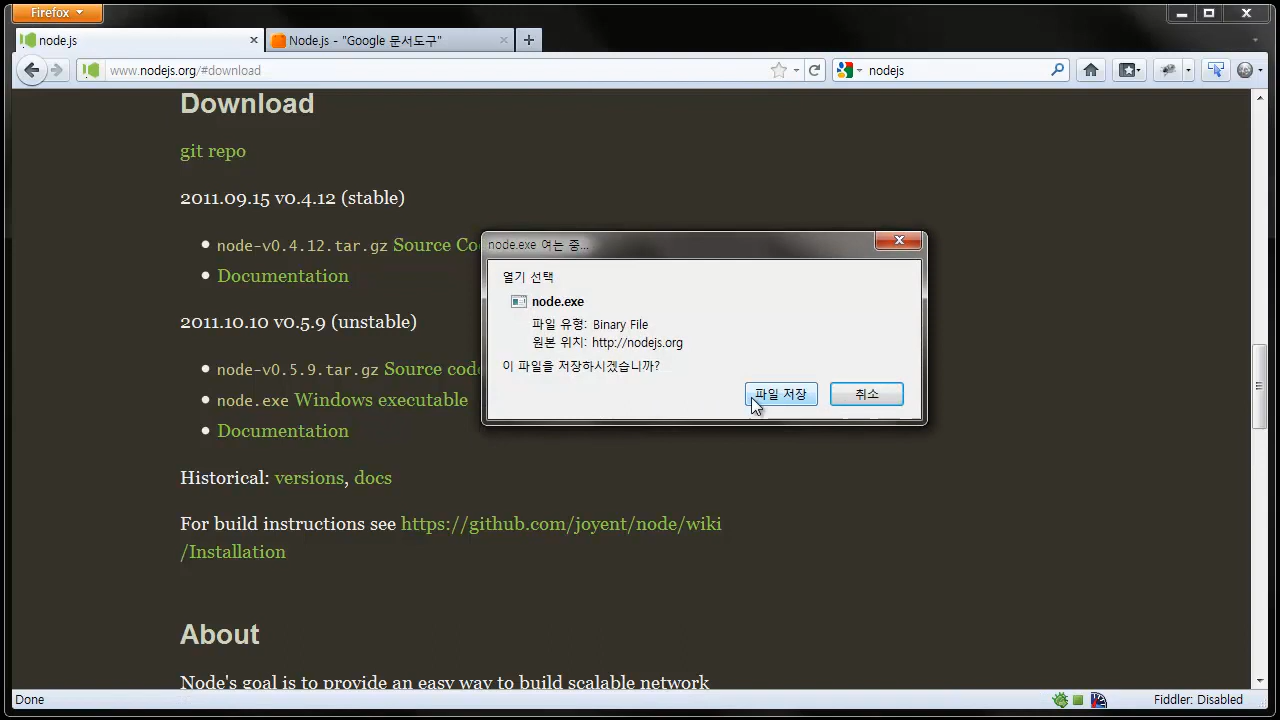 Firefox
node.js
Node.js - "Google 문서도구"
www.nodejs.org/#download
nodejs
Download
git repo
2011.09.15 v0.4.12 (stable)
node-v0.4.12.tar.gz Source Co
Documentation
2011.10.10 v0.5.9 (unstable)
node-v0.5.9.tar.gz Source code
node.exe Windows executable
Documentation
Historical: versions, docs
For build instructions see https://github.com/joyent/node/wiki
/Installation
About
Node's goal is to provide an easy way to build scalable network
node.exe 여는 중...
열기 선택
node.exe
파일 유형: Binary File
원본 위치: http://nodejs.org
이 파일을 저장하시겠습니까?
파일 저장
취소
Done
Fiddler: Disabled